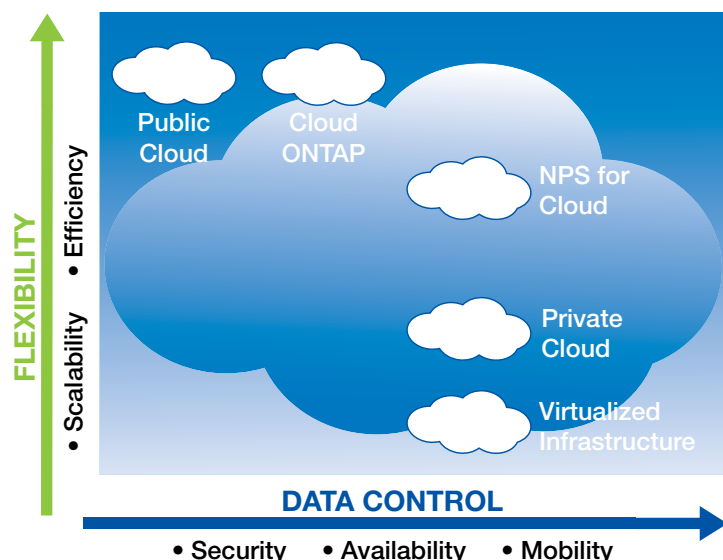 Public
Cloud
Cloud
ONTAP
NPS for
Cloud
Private
Cloud
Virtualized
Infrastructure
FLEXIBILITY
• Scalability • Efficiency
DATA CONTROL
• Security • Availability • Mobility